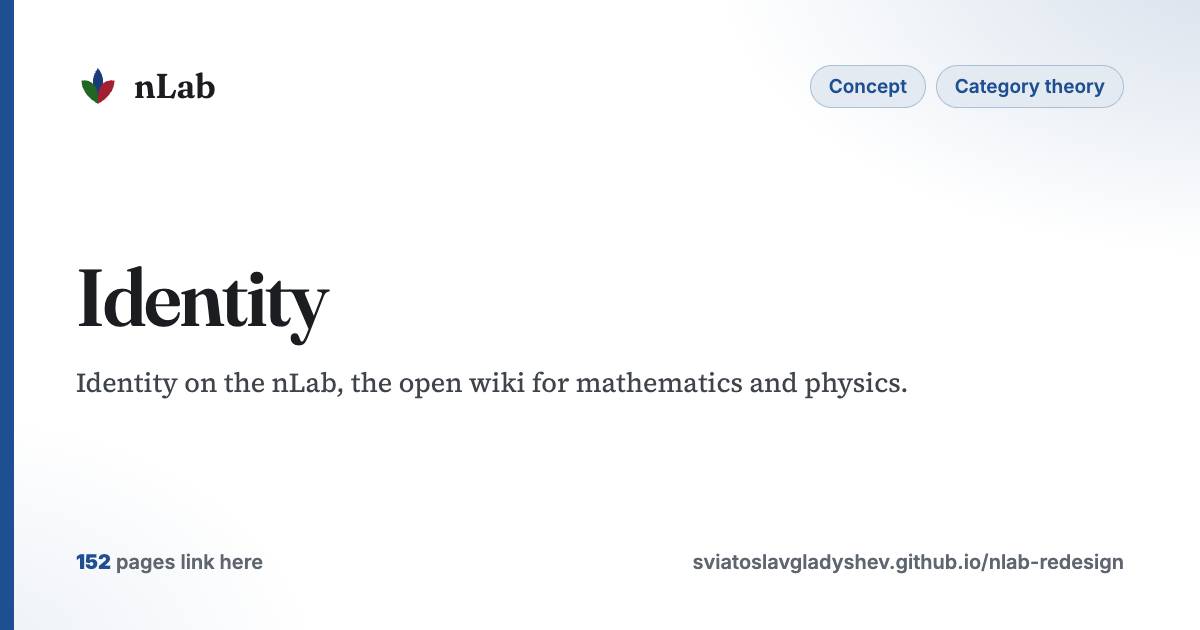 nLab
Concept
Category theory
Identity
Identity on the nLab, the open wiki for mathematics and physics.
152 pages link here
sviatoslavgladyshev.github.io/nlab-redesign